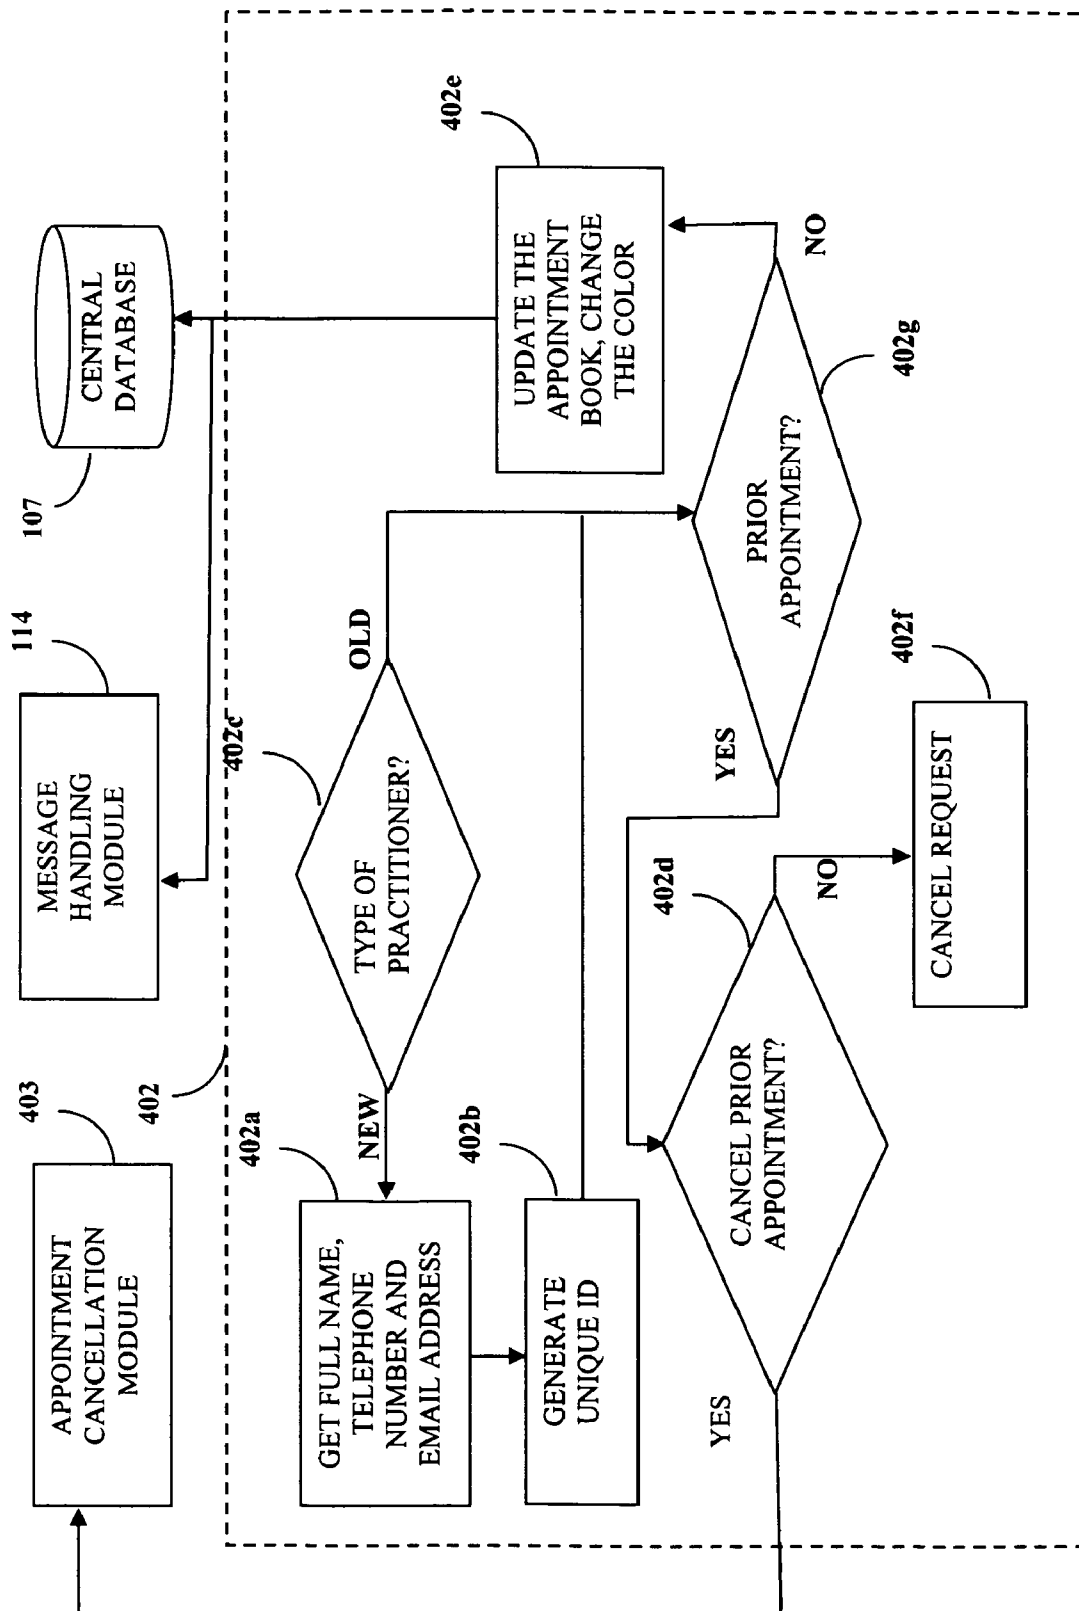 403
APPOINTMENT
CANCELLATION
MODULE
114
MESSAGE
HANDLING
MODULE
107
CENTRAL
DATABASE
402
402a
GET FULL NAME,
TELEPHONE
NUMBER AND
EMAIL ADDRESS
NEW
402c
TYPE OF
PRACTITIONER?
OLD
402b
GENERATE
UNIQUE ID
402e
UPDATE THE
APPOINTMENT
BOOK, CHANGE
THE COLOR
YES
CANCEL PRIOR
APPOINTMENT?
402d
NO
YES
PRIOR
APPOINTMENT?
NO
402g
402f
CANCEL REQUEST